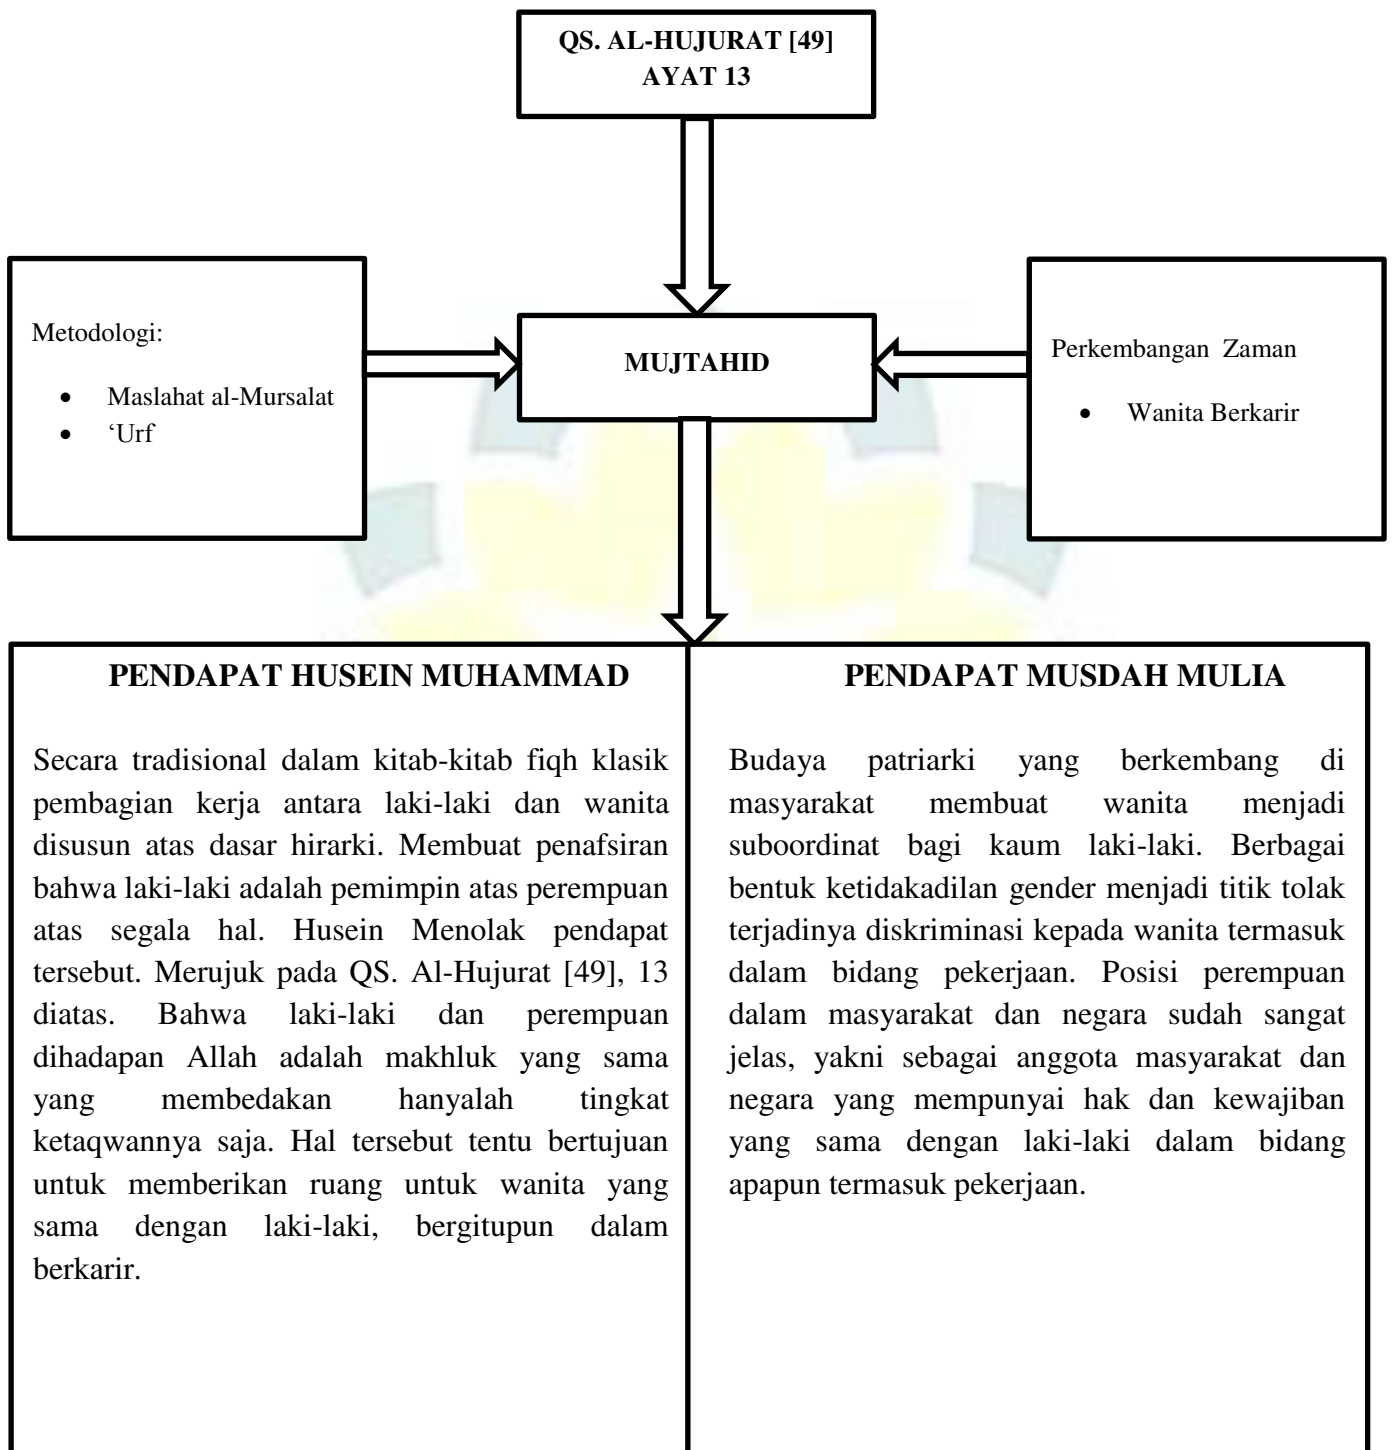 QS. AL-HUJURAT [49]
AYAT 13
Metodologi:
• Maslahat al-Mursalat
• ‘Urf
MUJTAHID
Perkembangan Zaman
• Wanita Berkarir
PENDAPAT HUSEIN MUHAMMAD
Secara tradisional dalam kitab-kitab fiqh klasik
pembagian kerja antara laki-laki dan wanita
disusun atas dasar hirarki. Membuat penafsiran
bahwa laki-laki adalah pemimpin atas perempuan
atas segala hal. Husein Menolak pendapat
tersebut. Merujuk pada QS. Al-Hujurat [49], 13
diatas. Bahwa laki-laki dan perempuan
dihadapan Allah adalah makhluk yang sama
yang membedakan hanyalah tingkat
ketaqwannya saja. Hal tersebut tentu bertujuan
untuk memberikan ruang untuk wanita yang
sama dengan laki-laki, bergitupun dalam
berkarir.
PENDAPAT MUSDAH MULIA
Budaya patriarki yang berkembang di
masyarakat membuat wanita menjadi
suboordinat bagi kaum laki-laki. Berbagai
bentuk ketidakadilan gender menjadi titik tolak
terjadinya diskriminasi kepada wanita termasuk
dalam bidang pekerjaan. Posisi perempuan
dalam masyarakat dan negara sudah sangat
jelas, yakni sebagai anggota masyarakat dan
negara yang mempunyai hak dan kewajiban
yang sama dengan laki-laki dalam bidang
apapun termasuk pekerjaan.